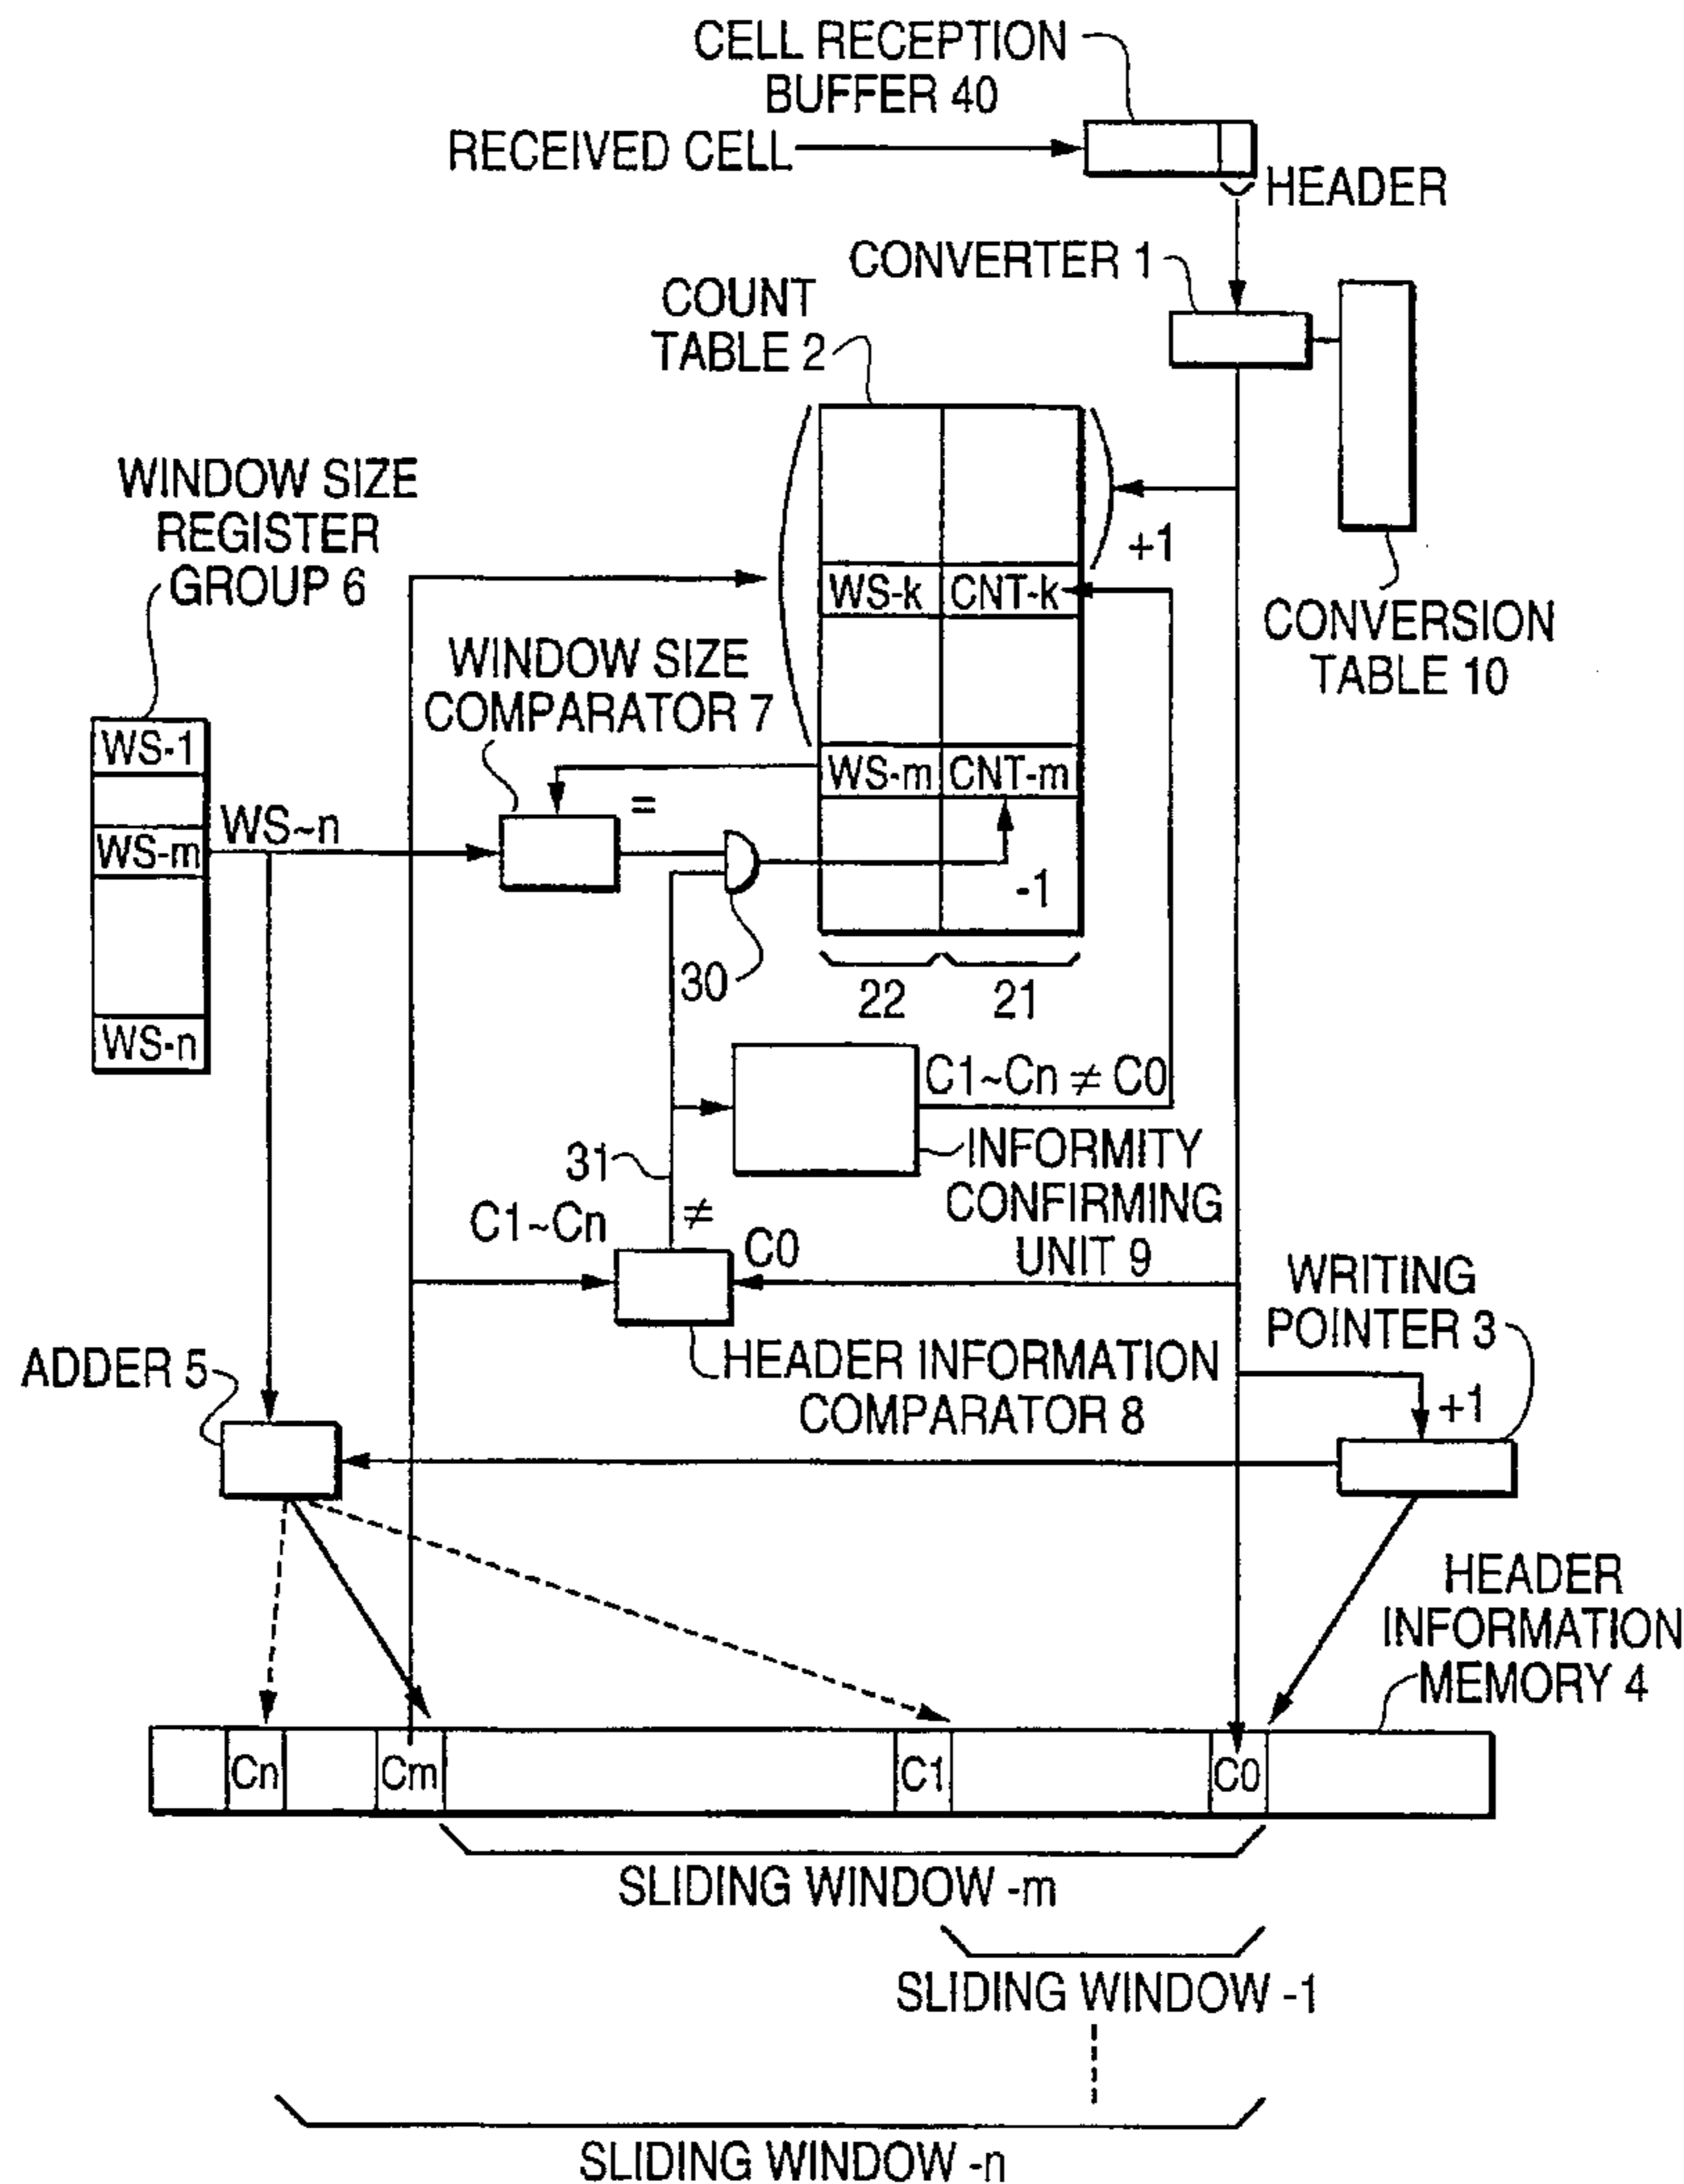 CELL RECEPTION
BUFFER 40
RECEIVED CELL
HEADER
CONVERTER 1
COUNT
TABLE 2
WINDOW SIZE
REGISTER
GROUP 6
+1
WS-k CNT-k
CONVERSION
TABLE 10
WINDOW SIZE
COMPARATOR 7
WS-1
WS-m CNT-m
=
WS~n
WS-m
-1
30
22 21
WS-n
C1~Cn ≠ C0
31
INFORMITY
CONFIRMING
UNIT 9
C1~Cn
≠
C0
WRITING
POINTER 3
ADDER 5
HEADER INFORMATION
COMPARATOR 8
+1
HEADER
INFORMATION
MEMORY 4
Cn Cm C1 C0
SLIDING WINDOW -m
SLIDING WINDOW -1
SLIDING WINDOW -n